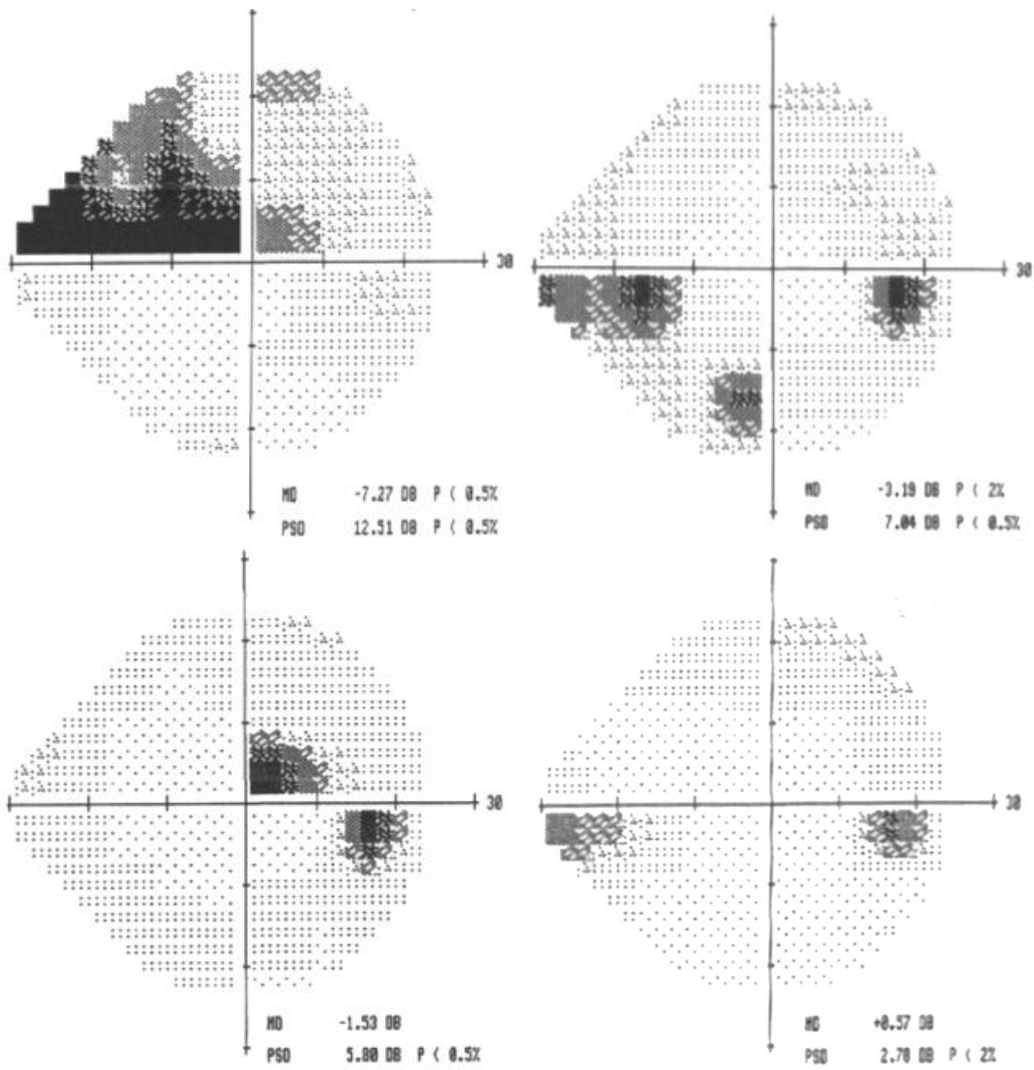 30
30
MD -7.27 DB P < 0.5%
PSD 12.51 DB P < 0.5%
MD -3.19 DB P < 2%
PSD 7.04 DB P < 0.5%
30
30
MD -1.53 DB
PSD 5.80 DB P < 0.5%
MD +0.57 DB
PSD 2.78 DB P < 2%